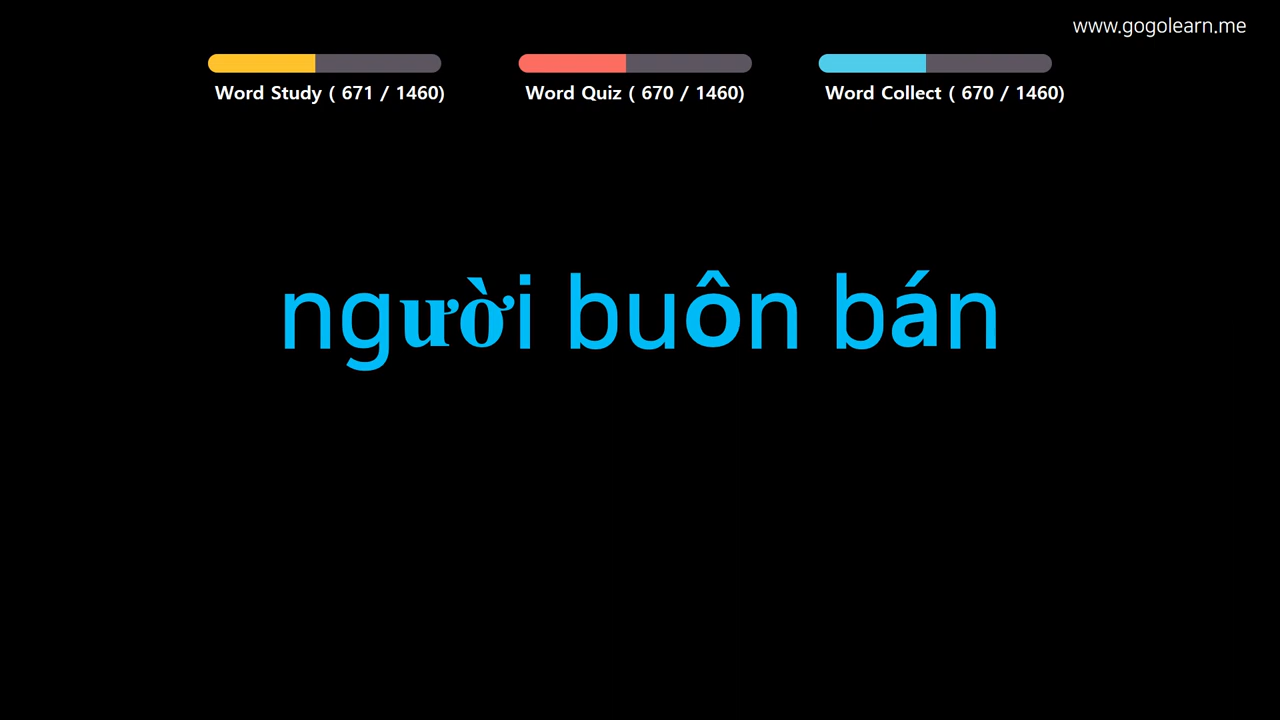 www.gogolearn.me
Word Study ( 671 / 1460)
Word Quiz ( 670 / 1460)
Word Collect ( 670 / 1460)
người buôn bán